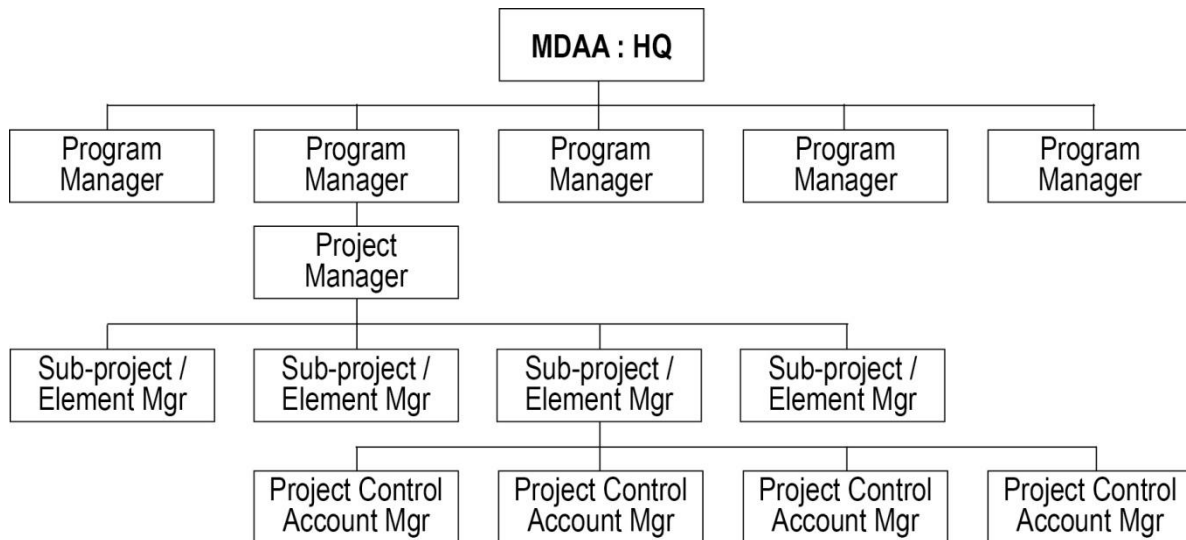 MDAA : HQ
Program
Manager
Program
Manager
Program
Manager
Program
Manager
Program
Manager
Project
Manager
Sub-project /
Element Mgr
Sub-project /
Element Mgr
Sub-project /
Element Mgr
Sub-project /
Element Mgr
Project Control
Account Mgr
Project Control
Account Mgr
Project Control
Account Mgr
Project Control
Account Mgr